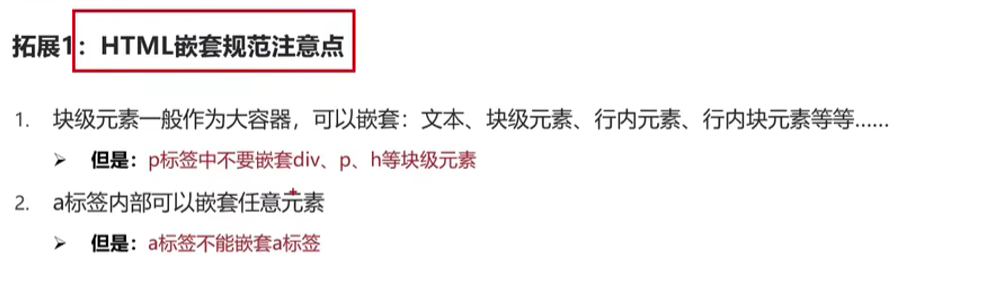 拓展1：HTML嵌套规范注意点
1. 块级元素一般作为大容器，可以嵌套：文本、块级元素、行内元素、行内块元素等等……
➢ 但是：p标签中不要嵌套div、p、h等块级元素
2. a标签内部可以嵌套任意元素
➢ 但是：a标签不能嵌套a标签